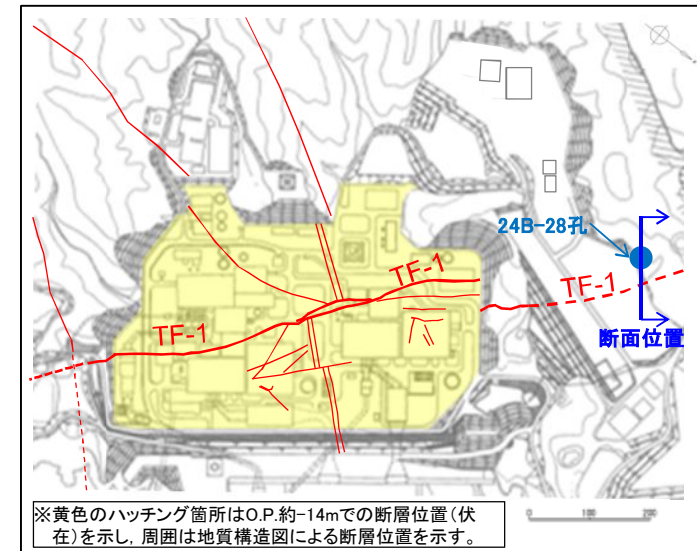 24B-28孔
TF-1
TF-1
TF-1
断面位置
※黄色のハッチング箇所はO.P.約-14mでの断層位置(伏
在)を示し，周囲は地質構造図による断層位置を示す。
0 100 200